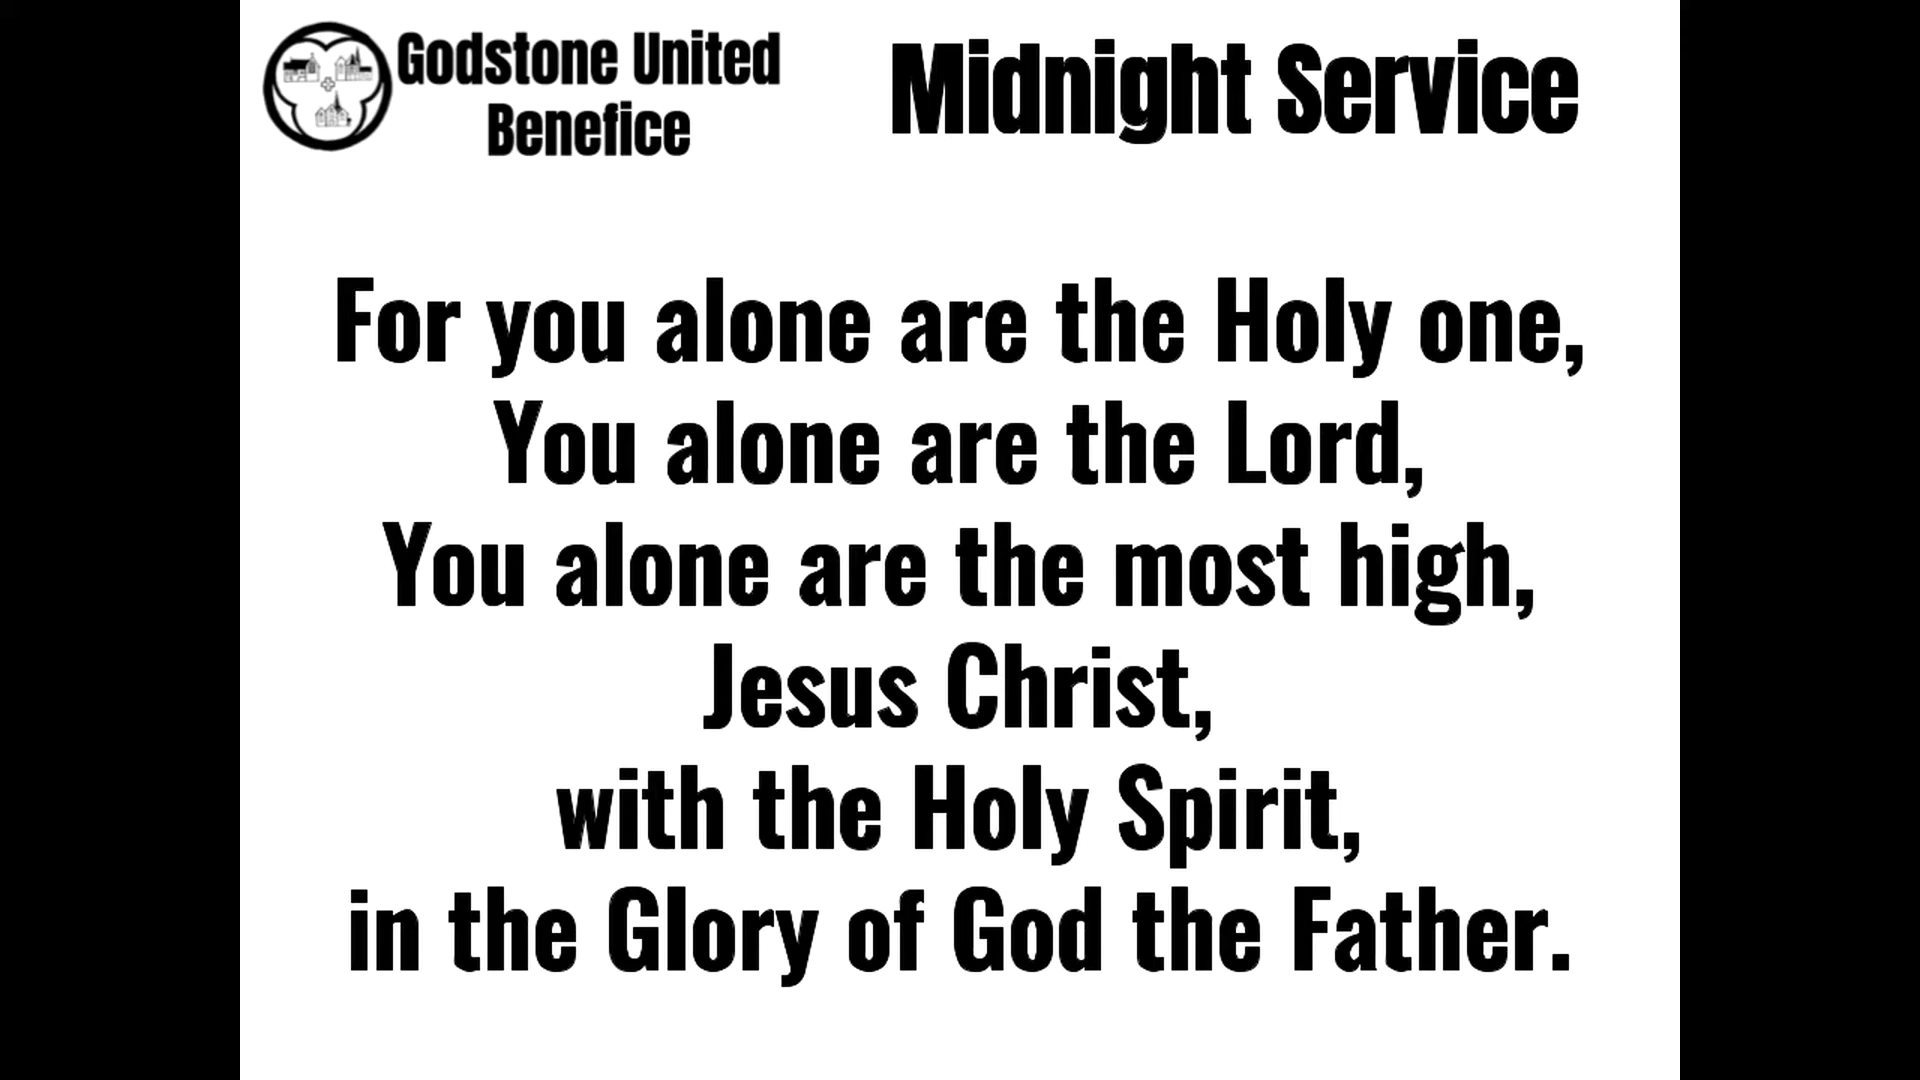 Godstone United
Benefice
Midnight Service
For you alone are the Holy one,
You alone are the Lord,
You alone are the most high,
Jesus Christ,
with the Holy Spirit,
in the Glory of God the Father.